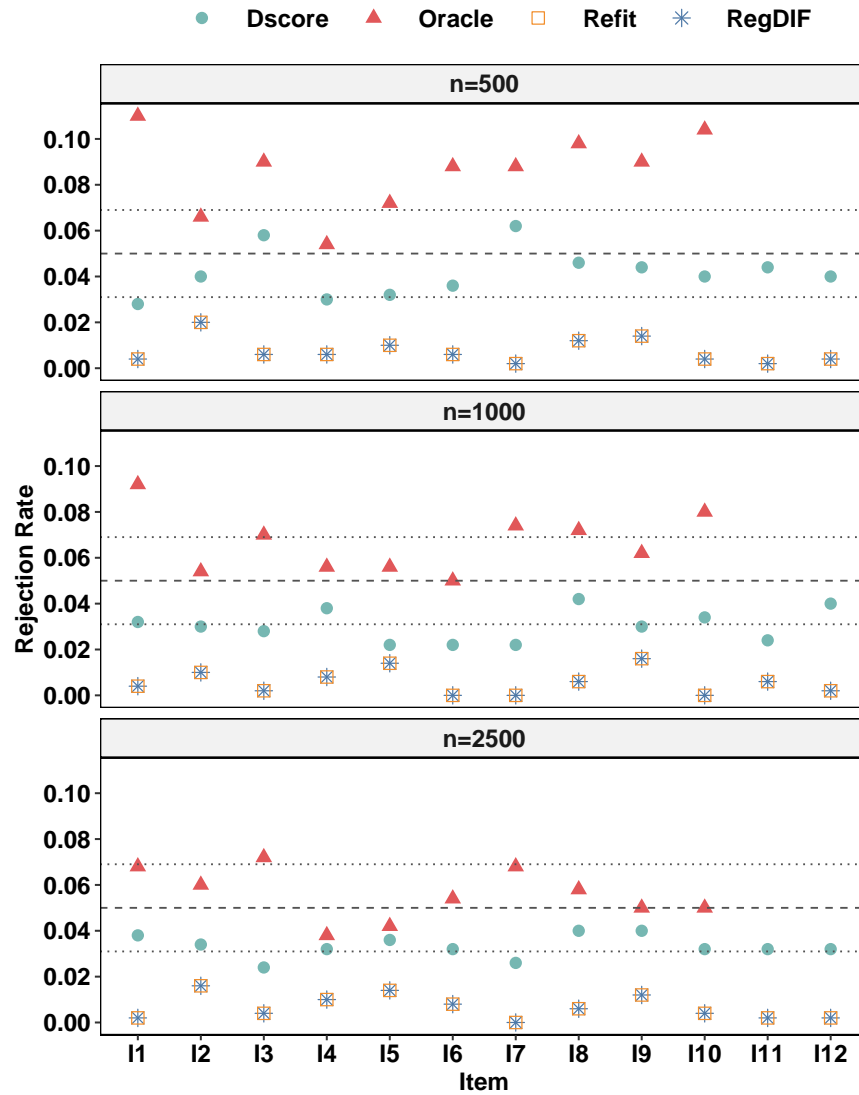 Dscore Oracle Refit RegDIF
n=500
0.10
0.08
0.06
0.04
0.02
0.00
n=1000
0.10
0.08
0.06
0.04
0.02
0.00
Rejection Rate
n=2500
0.10
0.08
0.06
0.04
0.02
0.00
I1 I2 I3 I4 I5 I6 I7 I8 I9 I10 I11 I12
Item